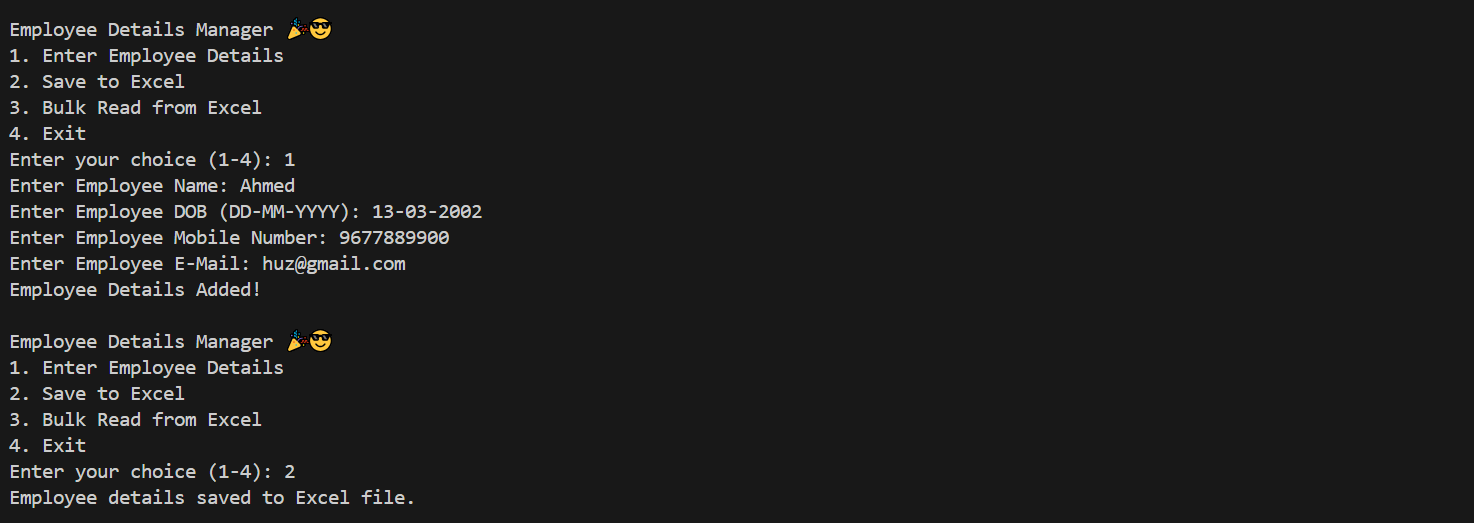 Employee Details Manager 🎉😎
1. Enter Employee Details
2. Save to Excel
3. Bulk Read from Excel
4. Exit
Enter your choice (1-4): 1
Enter Employee Name: Ahmed
Enter Employee DOB (DD-MM-YYYY): 13-03-2002
Enter Employee Mobile Number: 9677889900
Enter Employee E-Mail: huz@gmail.com
Employee Details Added!
Employee Details Manager 🎉😎
1. Enter Employee Details
2. Save to Excel
3. Bulk Read from Excel
4. Exit
Enter your choice (1-4): 2
Employee details saved to Excel file.